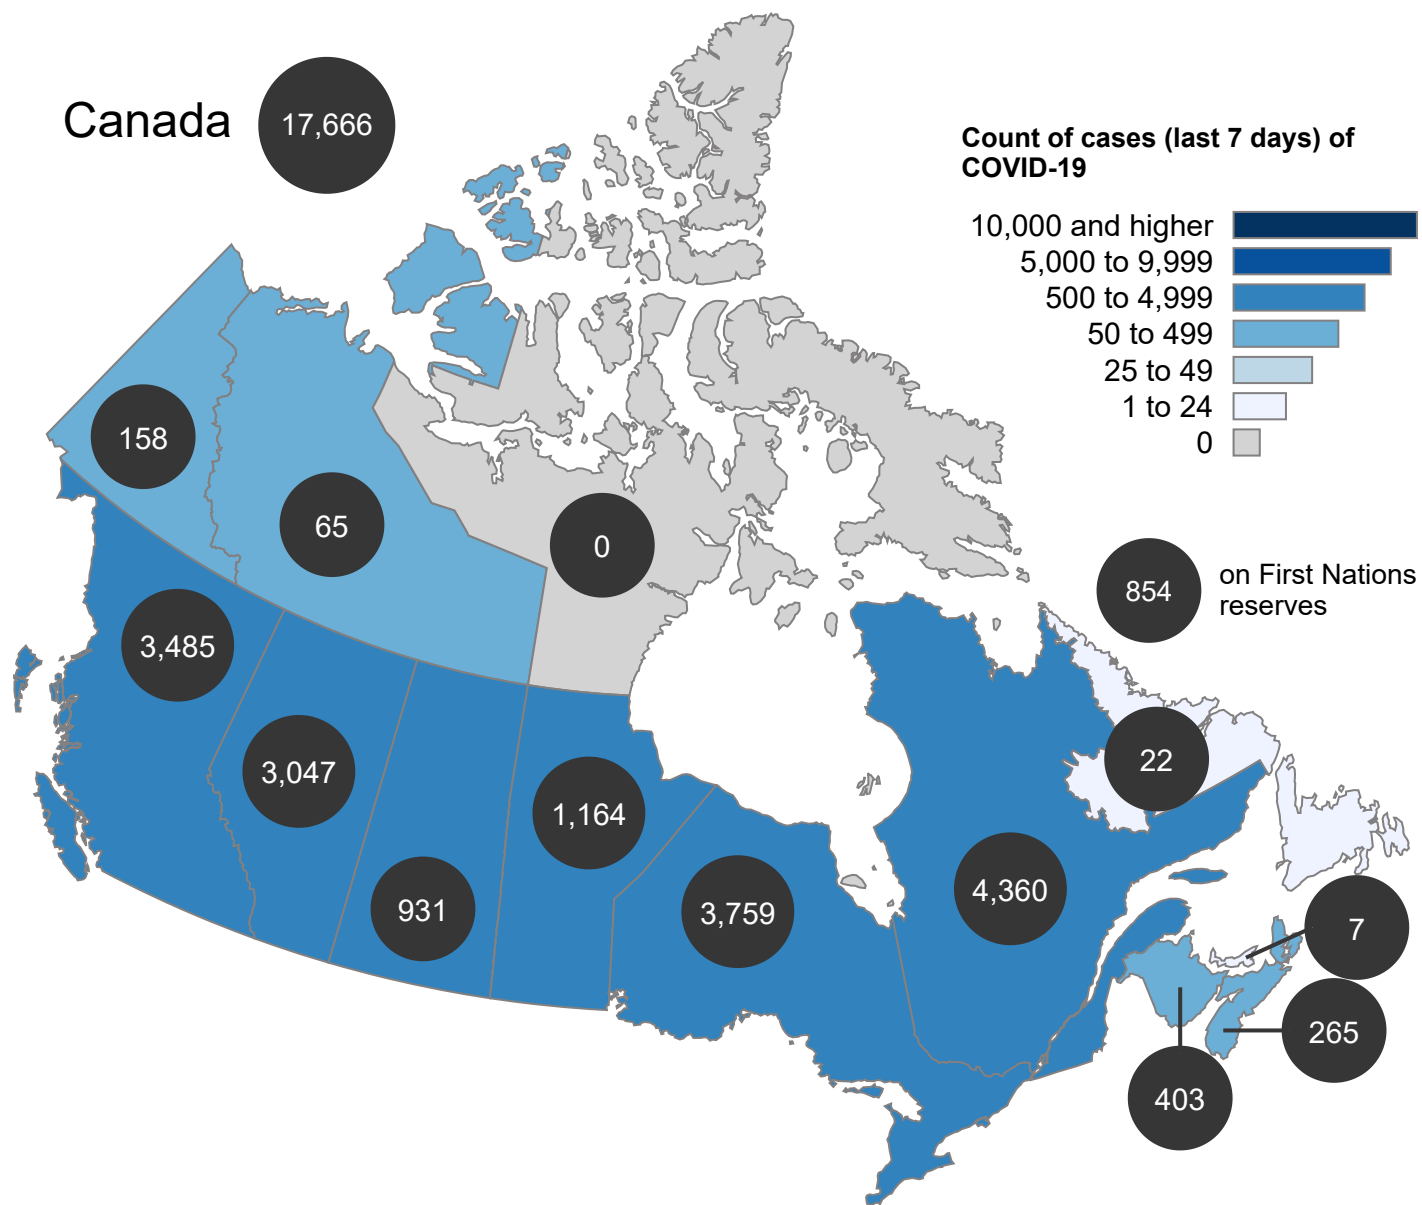 Canada
17,666
Count of cases (last 7 days) of
COVID-19
10,000 and higher
5,000 to 9,999
500 to 4,999
50 to 499
25 to 49
1 to 24
0
158
65
0
854
on First Nations
reserves
3,485
3,047
1,164
22
931
3,759
4,360
7
265
403